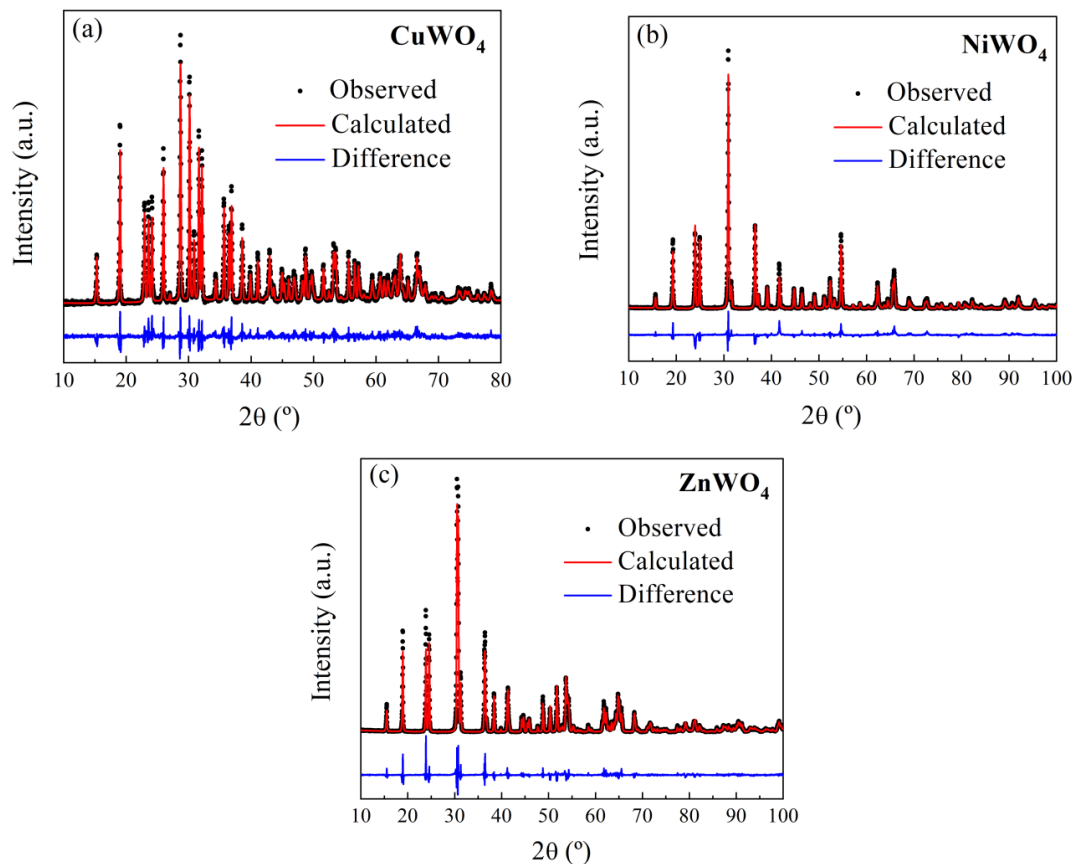 (a)
CuWO₄
Observed
Calculated
Difference
Intensity (a.u.)
10 20 30 40 50 60 70 80
2θ (º)
(b)
NiWO₄
Observed
Calculated
Difference
Intensity (a.u.)
10 20 30 40 50 60 70 80 90 100
2θ (º)
(c)
ZnWO₄
Observed
Calculated
Difference
Intensity (a.u.)
10 20 30 40 50 60 70 80 90 100
2θ (º)